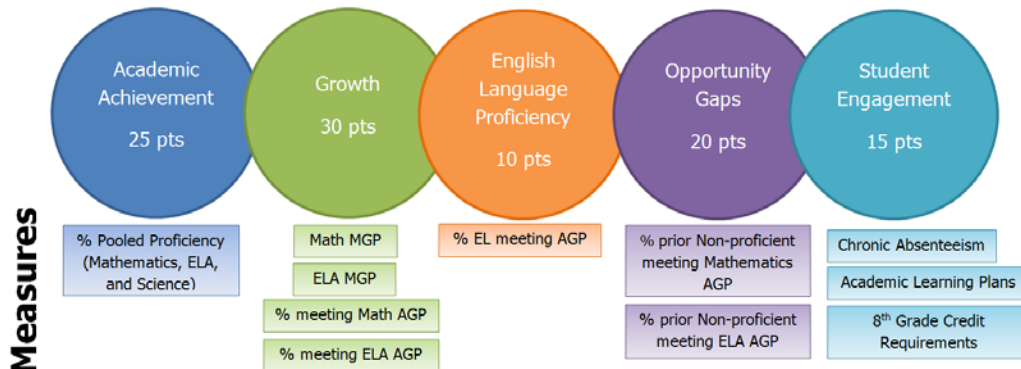 Academic
Achievement
25 pts
Growth
30 pts
English
Language
Proficiency
10 pts
Opportunity
Gaps
20 pts
Student
Engagement
15 pts
Measures
% Pooled Proficiency
(Mathematics, ELA,
and Science)
Math MGP
ELA MGP
% meeting Math AGP
% meeting ELA AGP
% EL meeting AGP
% prior Non-proficient
meeting Mathematics
AGP
% prior Non-proficient
meeting ELA AGP
Chronic Absenteeism
Academic Learning Plans
8th Grade Credit
Requirements